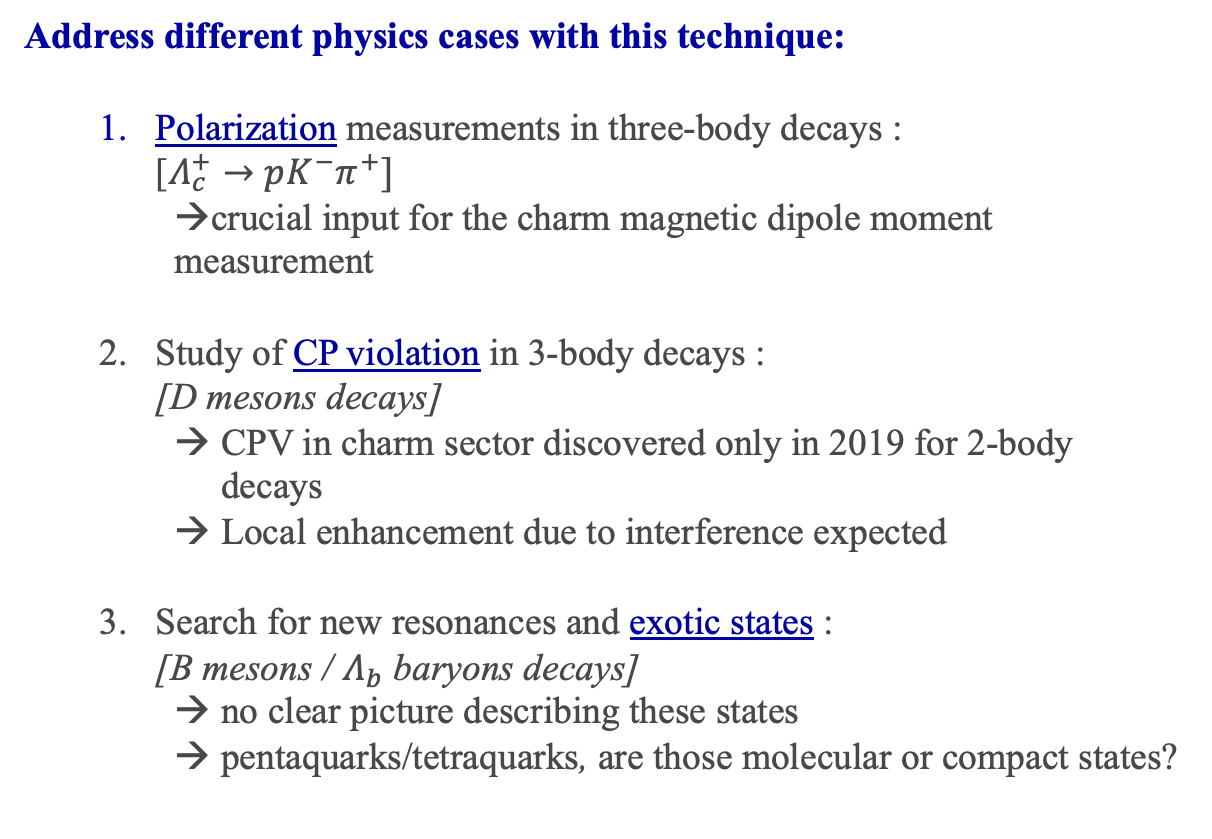 Address different physics cases with this technique:
1. Polarization measurements in three-body decays :
[Λc+ → pK−π+]
→crucial input for the charm magnetic dipole moment
measurement
2. Study of CP violation in 3-body decays :
[D mesons decays]
→ CPV in charm sector discovered only in 2019 for 2-body
decays
→ Local enhancement due to interference expected
3. Search for new resonances and exotic states :
[B mesons / Λb baryons decays]
→ no clear picture describing these states
→ pentaquarks/tetraquarks, are those molecular or compact states?